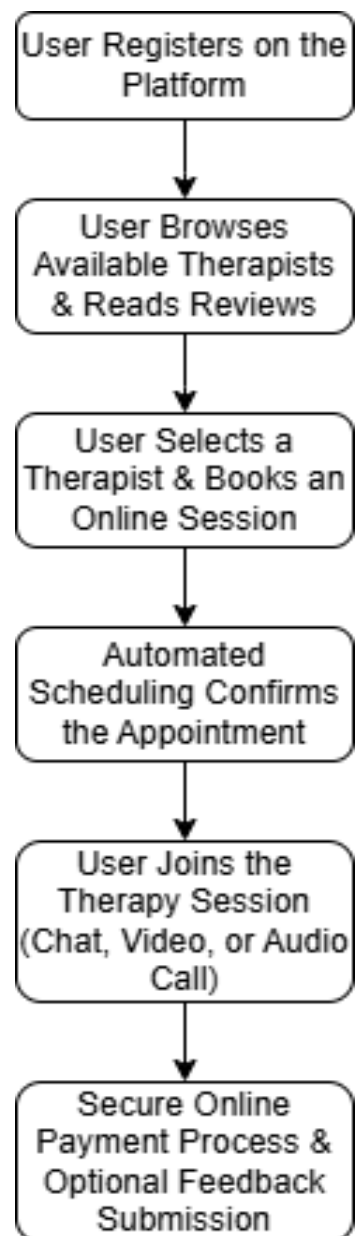 User Registers on the
Platform
User Browses
Available Therapists
& Reads Reviews
User Selects a
Therapist & Books an
Online Session
Automated
Scheduling Confirms
the Appointment
User Joins the
Therapy Session
(Chat, Video, or Audio
Call)
Secure Online
Payment Process &
Optional Feedback
Submission